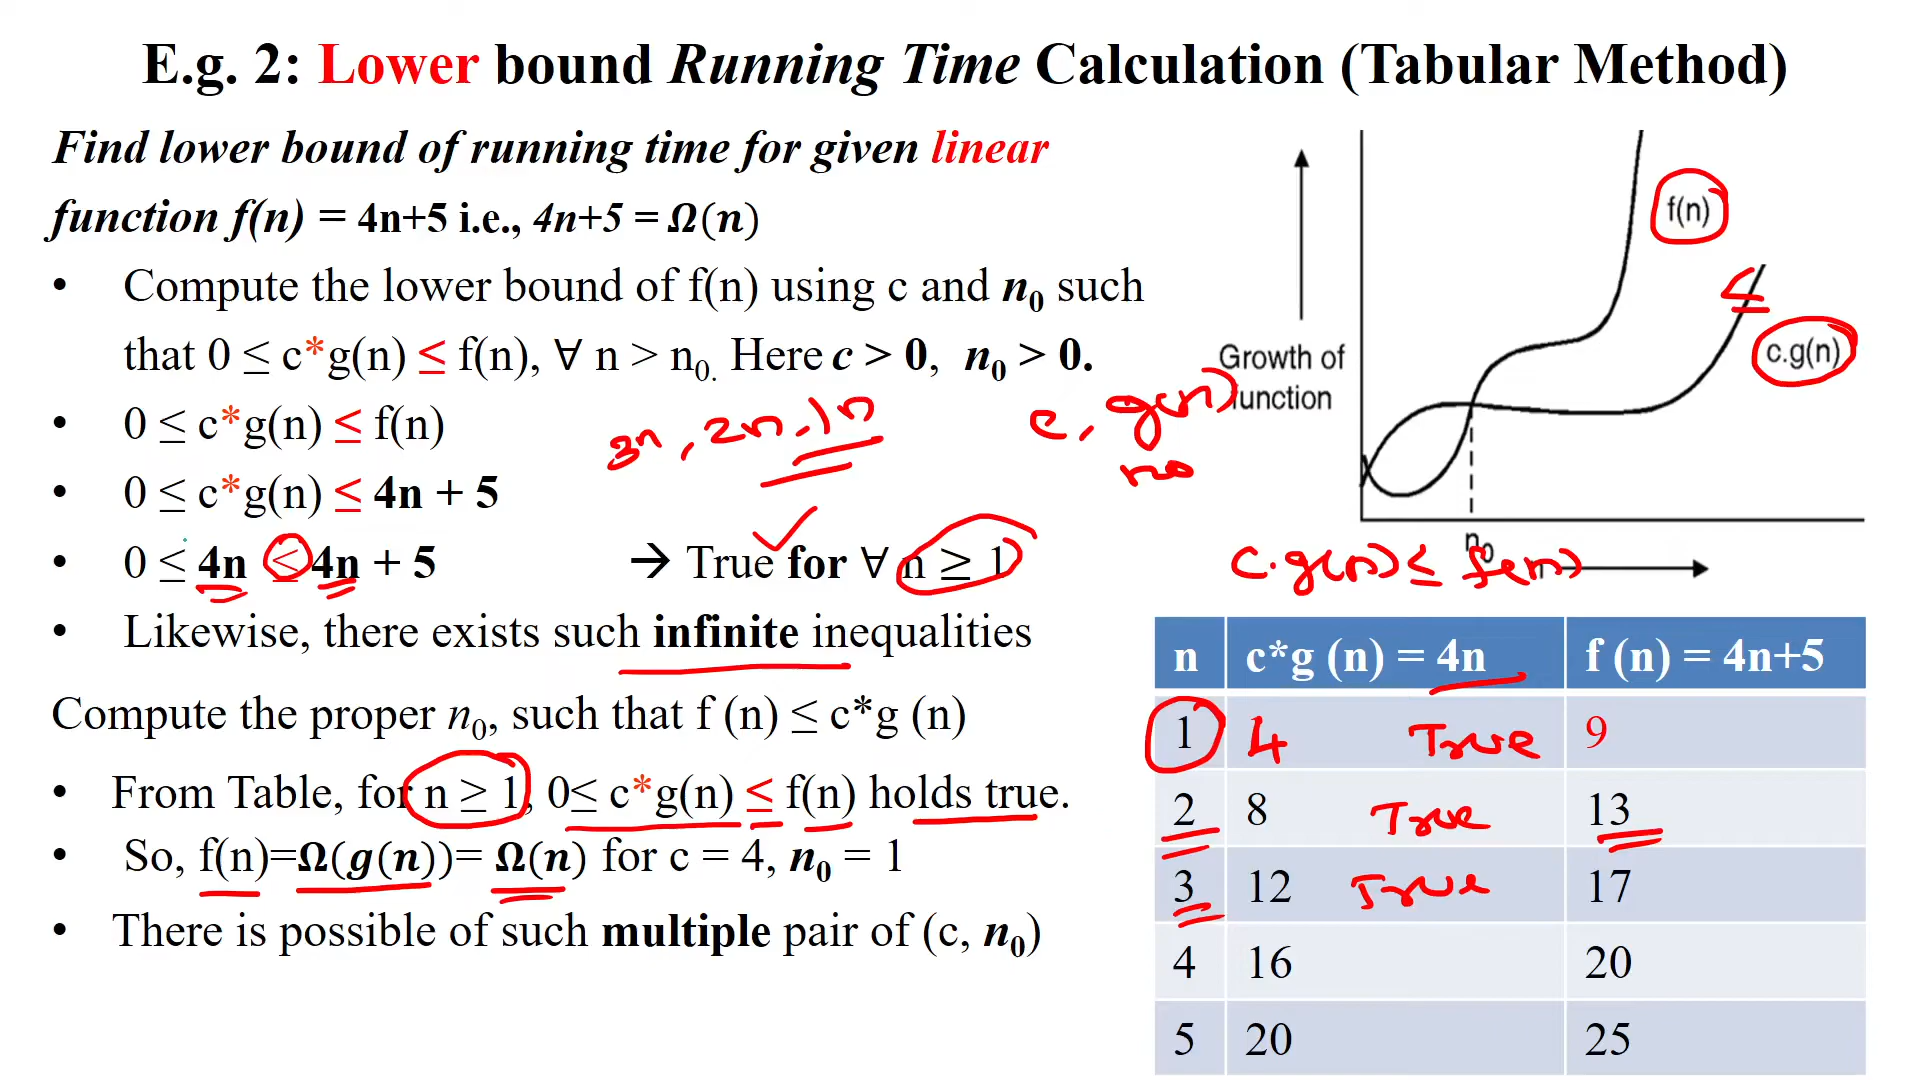 E.g. 2: Lower bound Running Time Calculation (Tabular Method)
Find lower bound of running time for given linear
function f(n) = 4n+5 i.e., 4n+5 = Ω(n)
• Compute the lower bound of f(n) using c and n₀ such
that 0 ≤ c*g(n) ≤ f(n), ∀ n > n₀. Here c > 0, n₀ > 0.
• 0 ≤ c*g(n) ≤ f(n)
3n, 2n, 1n
c, g(n)
n₀
• 0 ≤ c*g(n) ≤ 4n + 5
• 0 ≤ 4n ≤ 4n + 5 → True for ∀ n ≥ 1
• Likewise, there exists such infinite inequalities
Compute the proper n₀, such that f (n) ≤ c*g (n)
• From Table, for n ≥ 1, 0≤ c*g(n) ≤ f(n) holds true.
• So, f(n)=Ω(g(n))= Ω(n) for c = 4, n₀ = 1
• There is possible of such multiple pair of (c, n₀)
f(n)
≤
c.g(n)
Growth of
function
n₀
n
c.g(n) ≤ f(n)
n c*g (n) = 4n f (n) = 4n+5
1 4 True 9
2 8 True 13
3 12 True 17
4 16 20
5 20 25